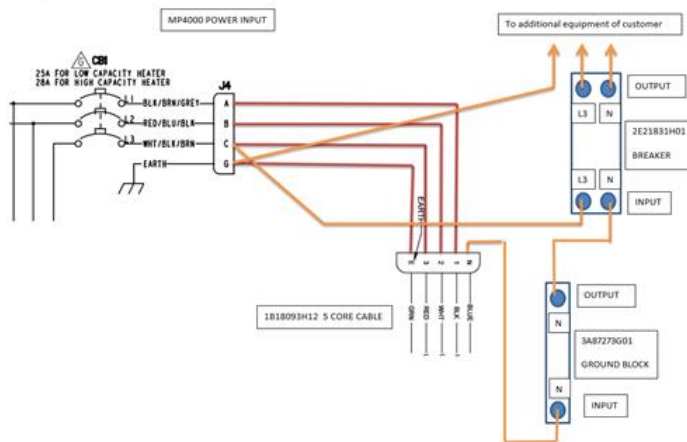 MP4000 POWER INPUT
To additional equipment of customer
G CB1
25A FOR LOW CAPACITY HEATER
28A FOR HIGH CAPACITY HEATER
J4
L1 BLK/BRN/GREY A
L2 RED/BLU/BLK B
L3 WHT/BLK/BRN C
EARTH G
OUTPUT
L3 N
2E21831H01
BREAKER
L3 N
INPUT
EARTH
E 3 2 1 N
GRN RED WHT BLK BLUE
1B18093H12 5 CORE CABLE
OUTPUT
N
3A87273G01
GROUND BLOCK
N
INPUT